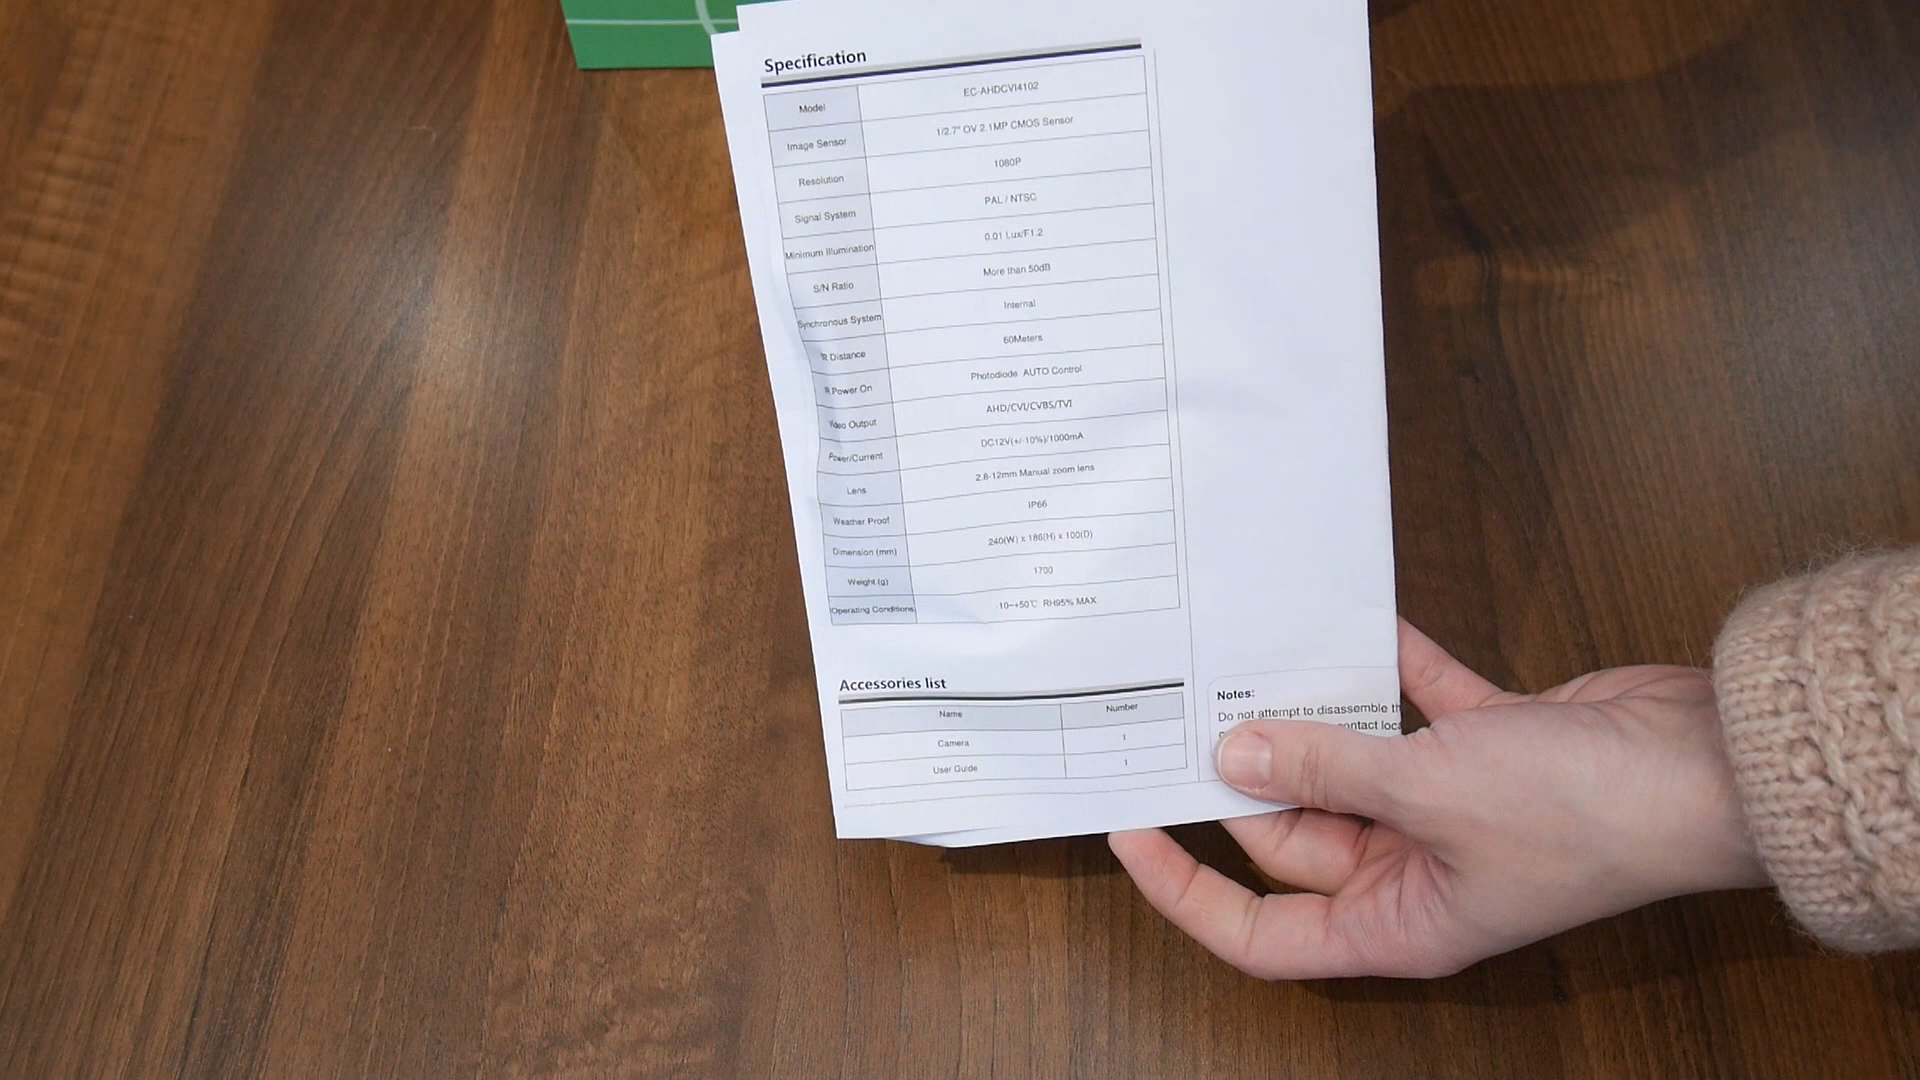 Specification
Model EC-AHDCVI4102
Image Sensor 1/2.7" OV 2.1MP CMOS Sensor
Resolution 1080P
Signal System PAL / NTSC
Minimum Illumination 0.01 Lux/F1.2
S/N Ratio More than 50dB
Synchronous System Internal
IR Distance 60Meters
IR Power On Photodiode AUTO Control
Video Output AHD/CVI/CVBS/TVI
Power/Current DC12V(+/-10%)/1000mA
Lens 2.8-12mm Manual zoom lens
Weather Proof IP66
Dimension (mm) 240(W) x 186(H) x 100(D)
Weight (g) 1700
Operating Conditions -10~+50℃ RH95% MAX
Accessories list
Name Number
Camera 1
User Guide 1
Notes:
Do not attempt to disassemble th
contact loca